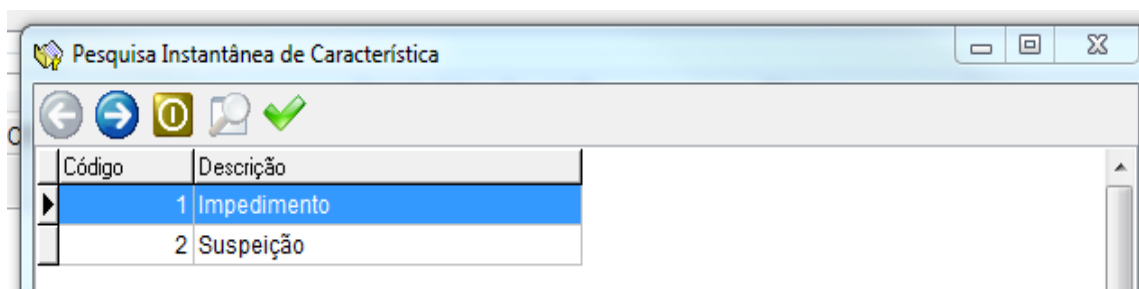 Pesquisa Instantânea de Característica
Código Descrição
1 Impedimento
2 Suspeição